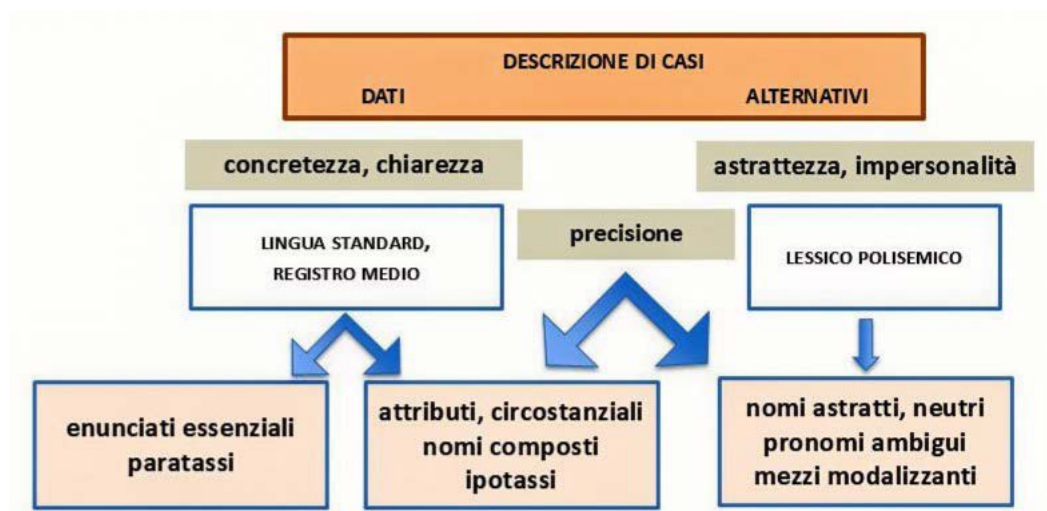 DESCRIZIONE DI CASI
DATI ALTERNATIVI
concretezza, chiarezza
astrattezza, impersonalità
precisione
LINGUA STANDARD,
REGISTRO MEDIO
LESSICO POLISEMICO
enunciati essenziali
paratassi
attributi, circostanziali
nomi composti
ipotassi
nomi astratti, neutri
pronomi ambigui
mezzi modalizzanti